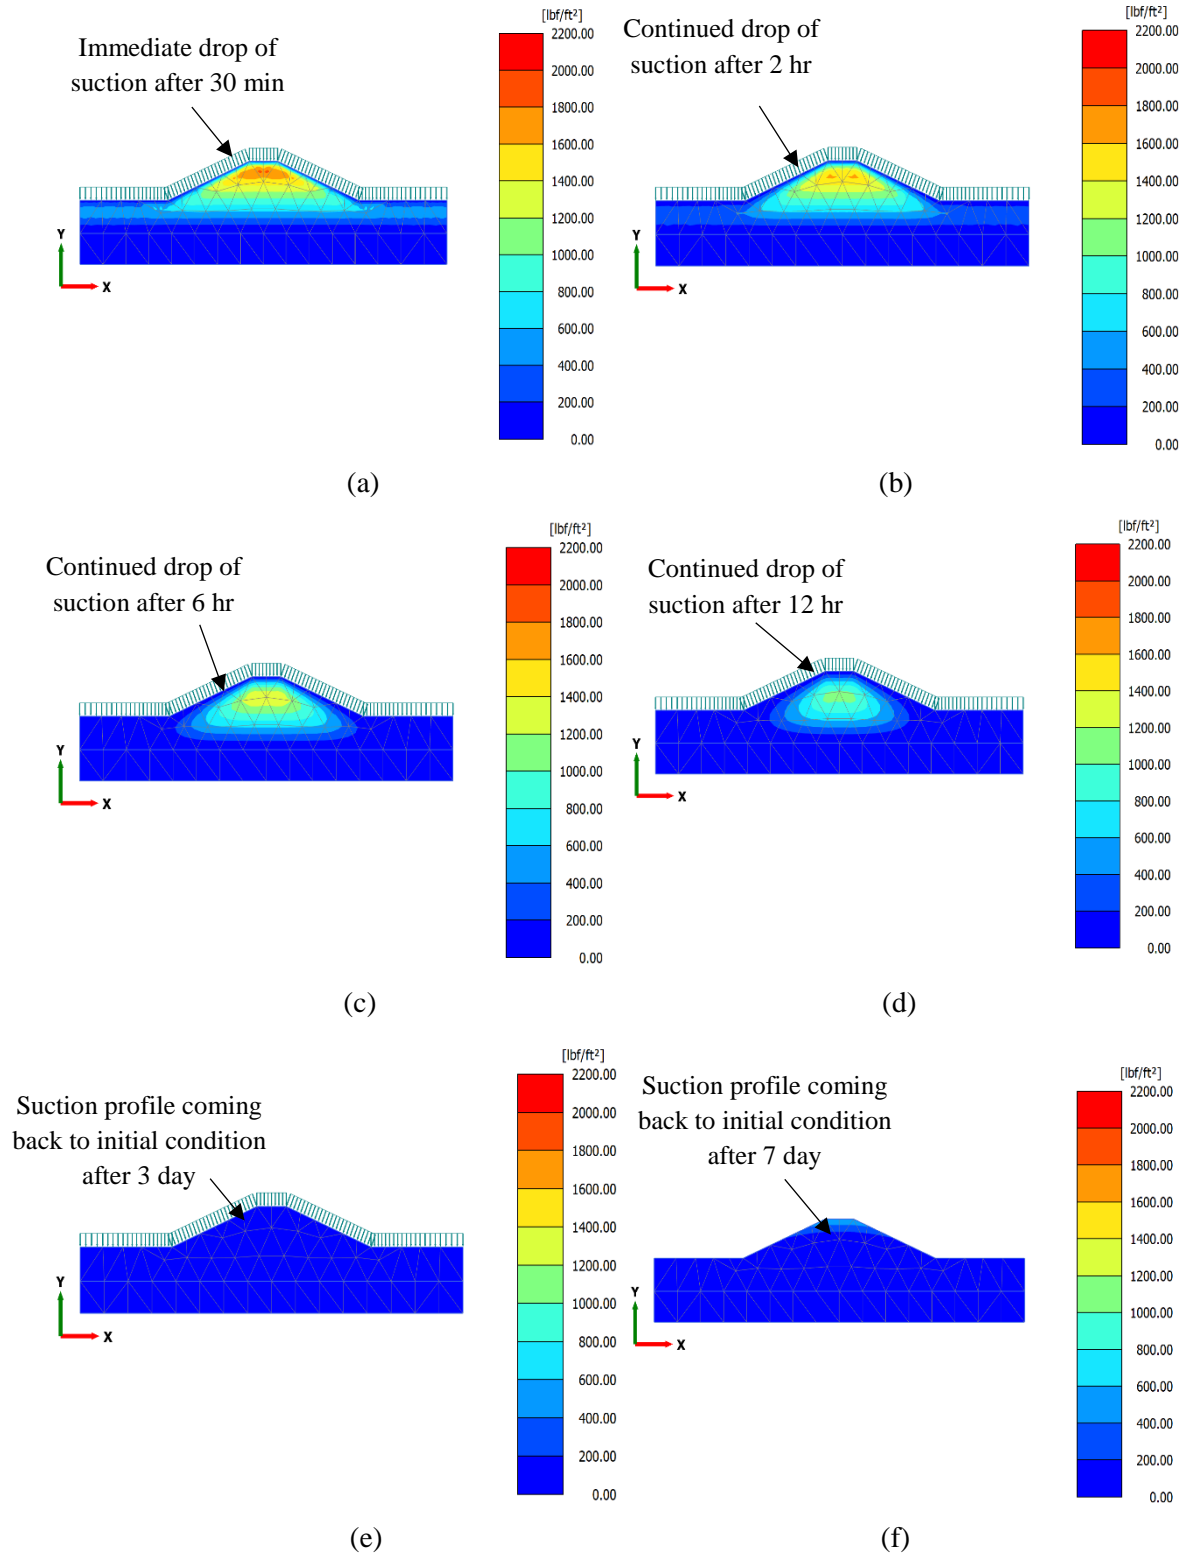 [lbf/ft²]
Immediate drop of
suction after 30 min
2200.00
2000.00
1800.00
1600.00
1400.00
1200.00
1000.00
800.00
600.00
400.00
200.00
0.00
Y
X
(a)
[lbf/ft²]
Continued drop of
suction after 2 hr
2200.00
2000.00
1800.00
1600.00
1400.00
1200.00
1000.00
800.00
600.00
400.00
200.00
0.00
Y
X
(b)
[lbf/ft²]
Continued drop of
suction after 6 hr
2200.00
2000.00
1800.00
1600.00
1400.00
1200.00
1000.00
800.00
600.00
400.00
200.00
0.00
Y
X
(c)
[lbf/ft²]
Continued drop of
suction after 12 hr
2200.00
2000.00
1800.00
1600.00
1400.00
1200.00
1000.00
800.00
600.00
400.00
200.00
0.00
Y
X
(d)
[lbf/ft²]
Suction profile coming
back to initial condition
after 3 day
2200.00
2000.00
1800.00
1600.00
1400.00
1200.00
1000.00
800.00
600.00
400.00
200.00
0.00
Y
X
(e)
[lbf/ft²]
Suction profile coming
back to initial condition
after 7 day
2200.00
2000.00
1800.00
1600.00
1400.00
1200.00
1000.00
800.00
600.00
400.00
200.00
0.00
Y
X
(f)